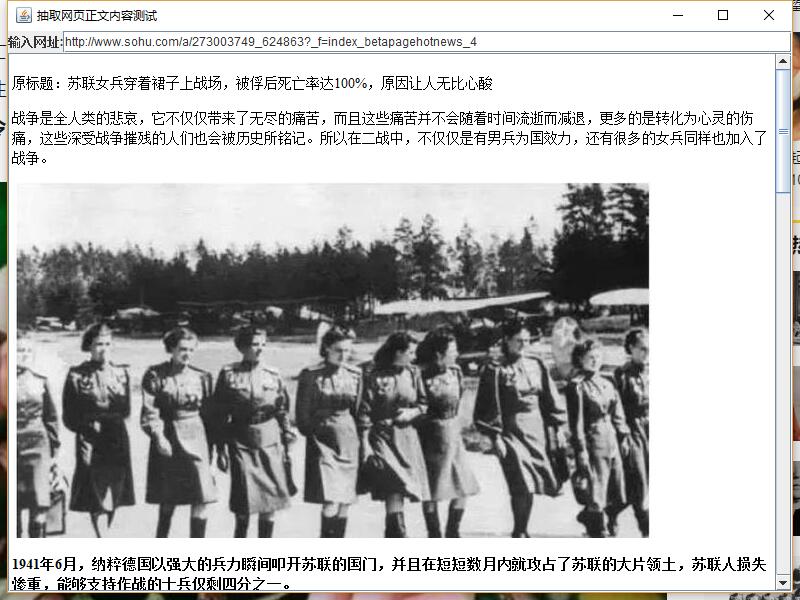 抽取网页正文内容测试
输入网址:http://www.sohu.com/a/273003749_624863?_f=index_betapagehotnews_4
原标题：苏联女兵穿着裙子上战场，被俘后死亡率达100%，原因让人无比心酸
战争是全人类的悲哀，它不仅仅带来了无尽的痛苦，而且这些痛苦并不会随着时间流逝而减退，更多的是转化为心灵的伤
痛，这些深受战争摧残的人们也会被历史所铭记。所以在二战中，不仅仅是有男兵为国效力，还有很多的女兵同样也加入了
战争。
1941年6月，纳粹德国以强大的兵力瞬间叩开苏联的国门，并且在短短数月内就攻占了苏联的大片领土，苏联人损失
惨重，能够支持作战的士兵仅剩四分之一。